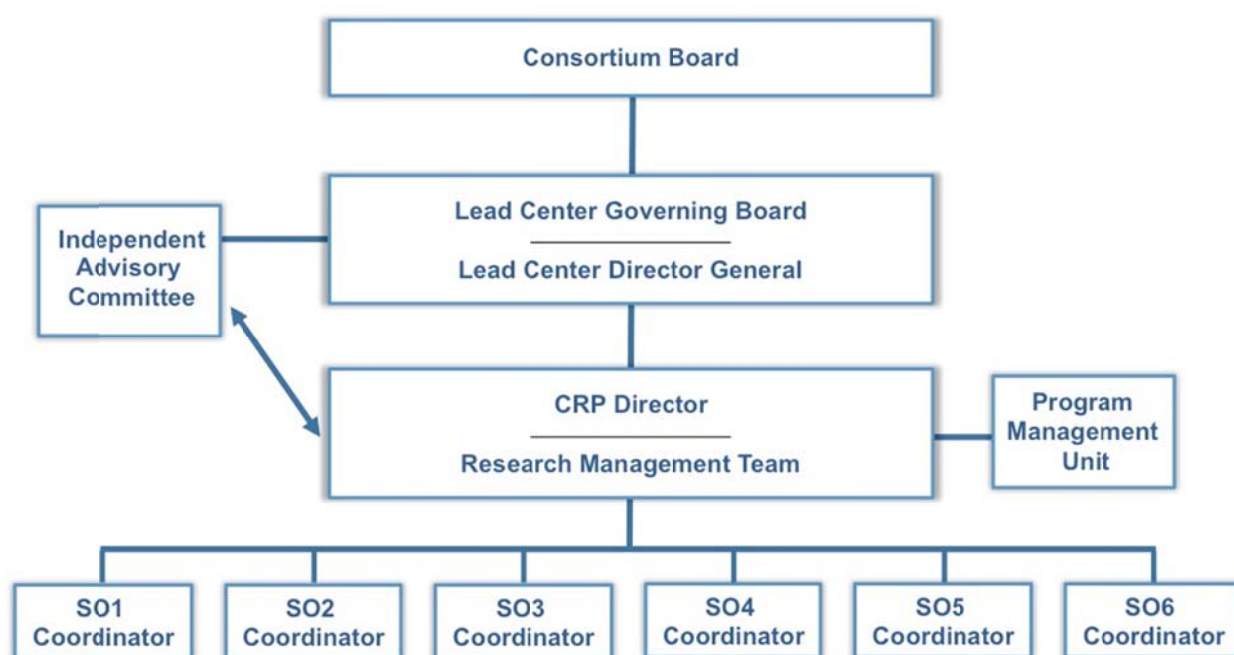 Consortium Board
Lead Center Governing Board
Lead Center Director General
Independent
Advisory
Committee
CRP Director
Research Management Team
Program
Management
Unit
SO1
Coordinator
SO2
Coordinator
SO3
Coordinator
SO4
Coordinator
SO5
Coordinator
SO6
Coordinator